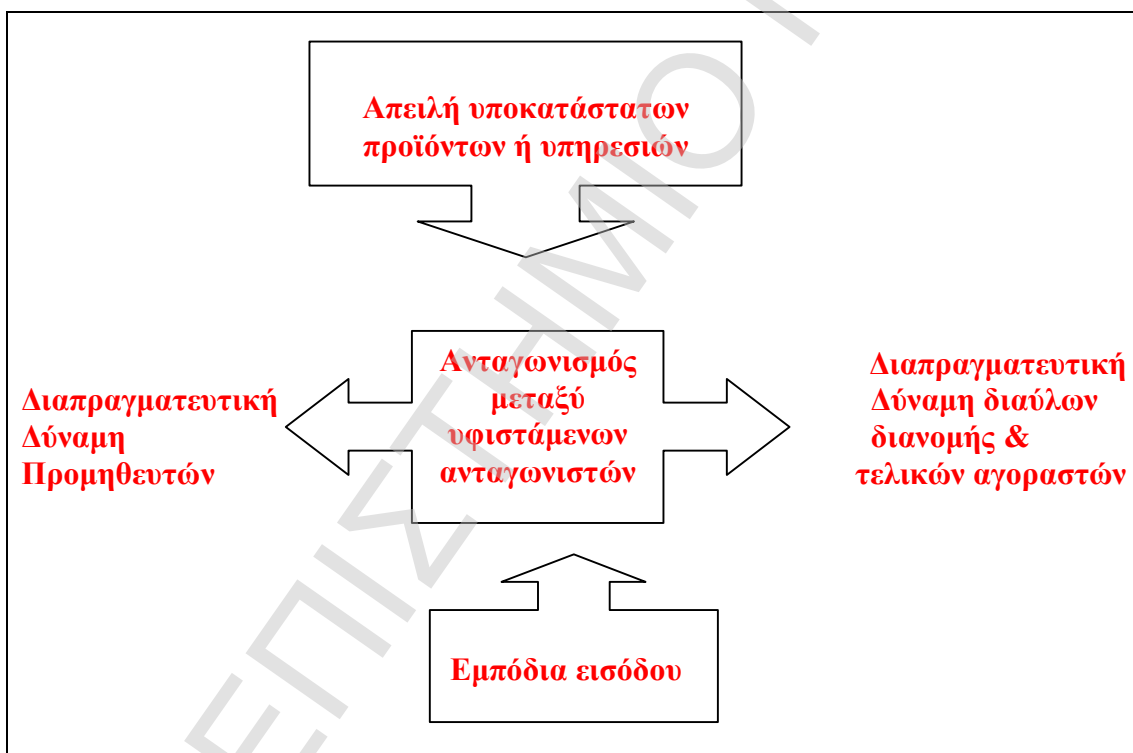 Απειλή υποκατάστατων
προϊόντων ή υπηρεσιών
Διαπραγματευτική
Δύναμη
Προμηθευτών
Ανταγωνισμός
μεταξύ
υφιστάμενων
ανταγωνιστών
Διαπραγματευτική
Δύναμη διαύλων
διανομής &
τελικών αγοραστών
Εμπόδια εισόδου